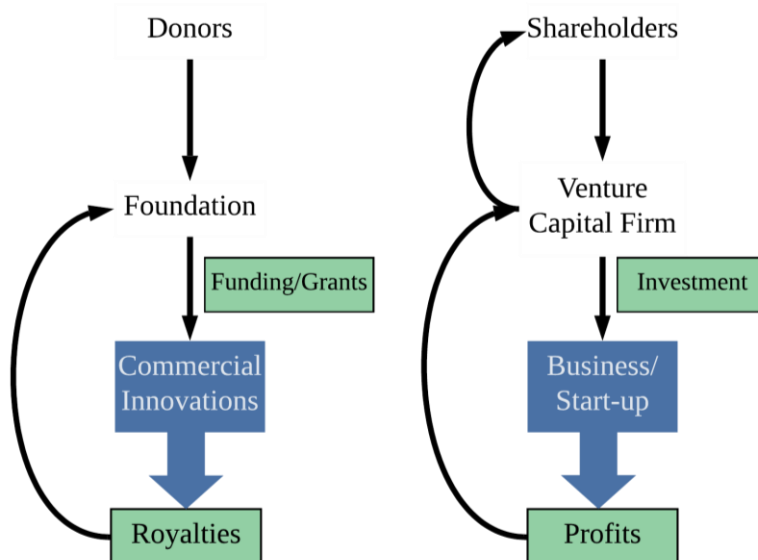 Donors
Foundation
Funding/Grants
Commercial
Innovations
Royalties
Shareholders
Venture
Capital Firm
Investment
Business/
Start-up
Profits